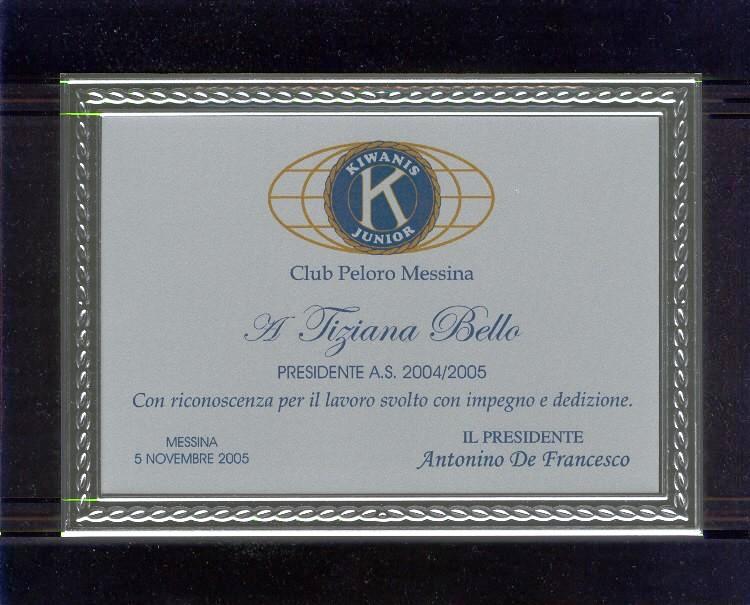 KIWANIS
K
JUNIOR
Club Peloro Messina
A Tiziana Bello
PRESIDENTE A.S. 2004/2005
Con riconoscenza per il lavoro svolto con impegno e dedizione.
MESSINA
5 NOVEMBRE 2005
IL PRESIDENTE
Antonino De Francesco